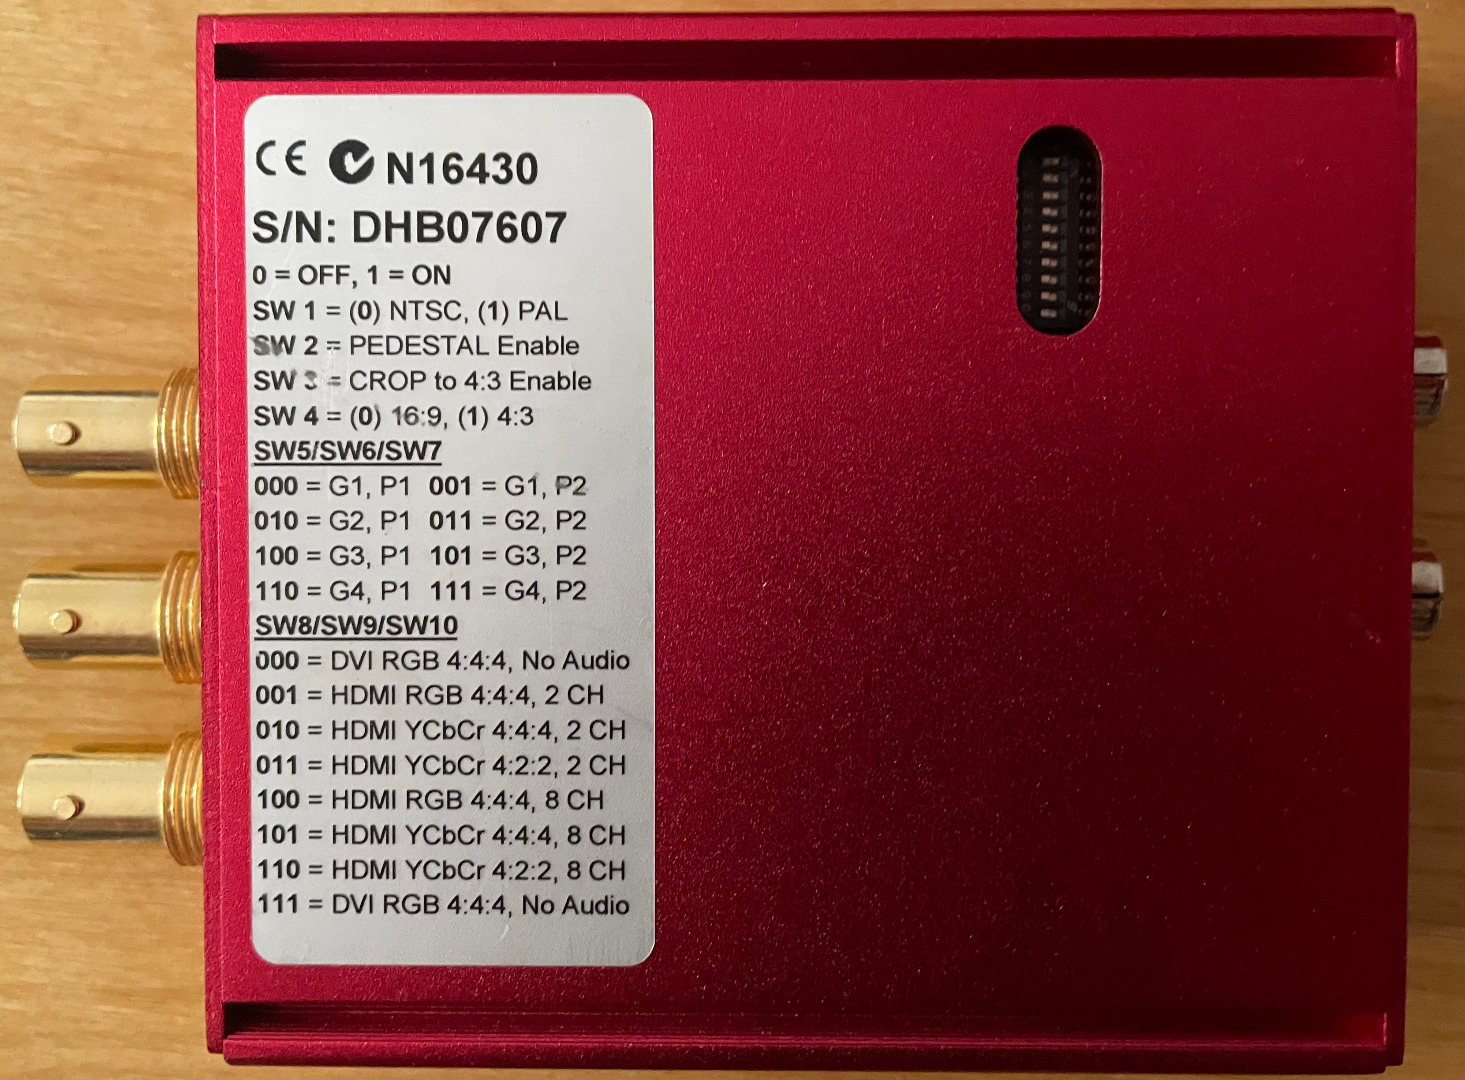 CE N16430
S/N: DHB07607
0 = OFF, 1 = ON
SW 1 = (0) NTSC, (1) PAL
SW 2 = PEDESTAL Enable
SW 3 = CROP to 4:3 Enable
SW 4 = (0) 16:9, (1) 4:3
SW5/SW6/SW7
000 = G1, P1 001 = G1, P2
010 = G2, P1 011 = G2, P2
100 = G3, P1 101 = G3, P2
110 = G4, P1 111 = G4, P2
SW8/SW9/SW10
000 = DVI RGB 4:4:4, No Audio
001 = HDMI RGB 4:4:4, 2 CH
010 = HDMI YCbCr 4:4:4, 2 CH
011 = HDMI YCbCr 4:2:2, 2 CH
100 = HDMI RGB 4:4:4, 8 CH
101 = HDMI YCbCr 4:4:4, 8 CH
110 = HDMI YCbCr 4:2:2, 8 CH
111 = DVI RGB 4:4:4, No Audio